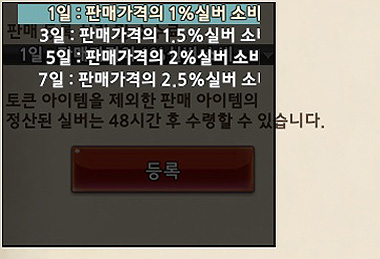 1일 : 판매가격의 1%실버 소비
3일 : 판매가격의 1.5%실버 소비
5일 : 판매가격의 2%실버 소비
7일 : 판매가격의 2.5%실버 소비
토큰 아이템을 제외한 판매 아이템의
정산된 실버는 48시간 후 수령할 수 있습니다.
등록